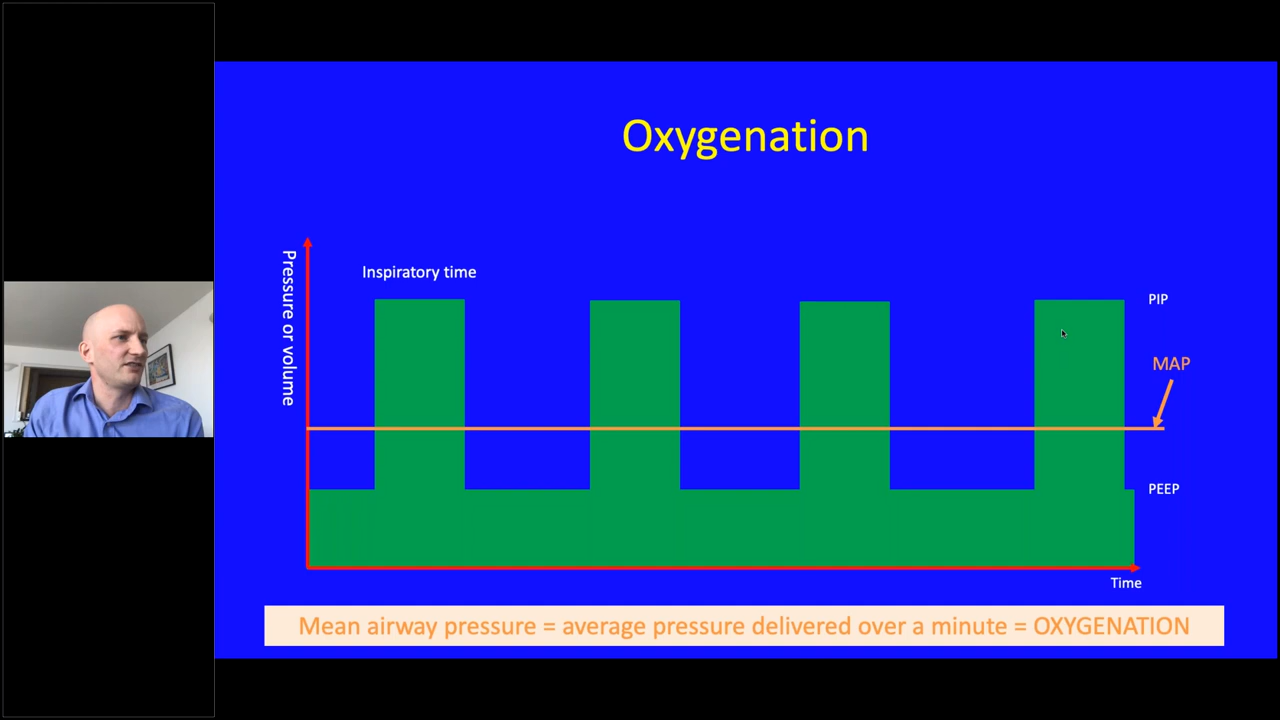 Oxygenation
Pressure or volume
Inspiratory time
PIP
MAP
PEEP
Time
Mean airway pressure = average pressure delivered over a minute = OXYGENATION